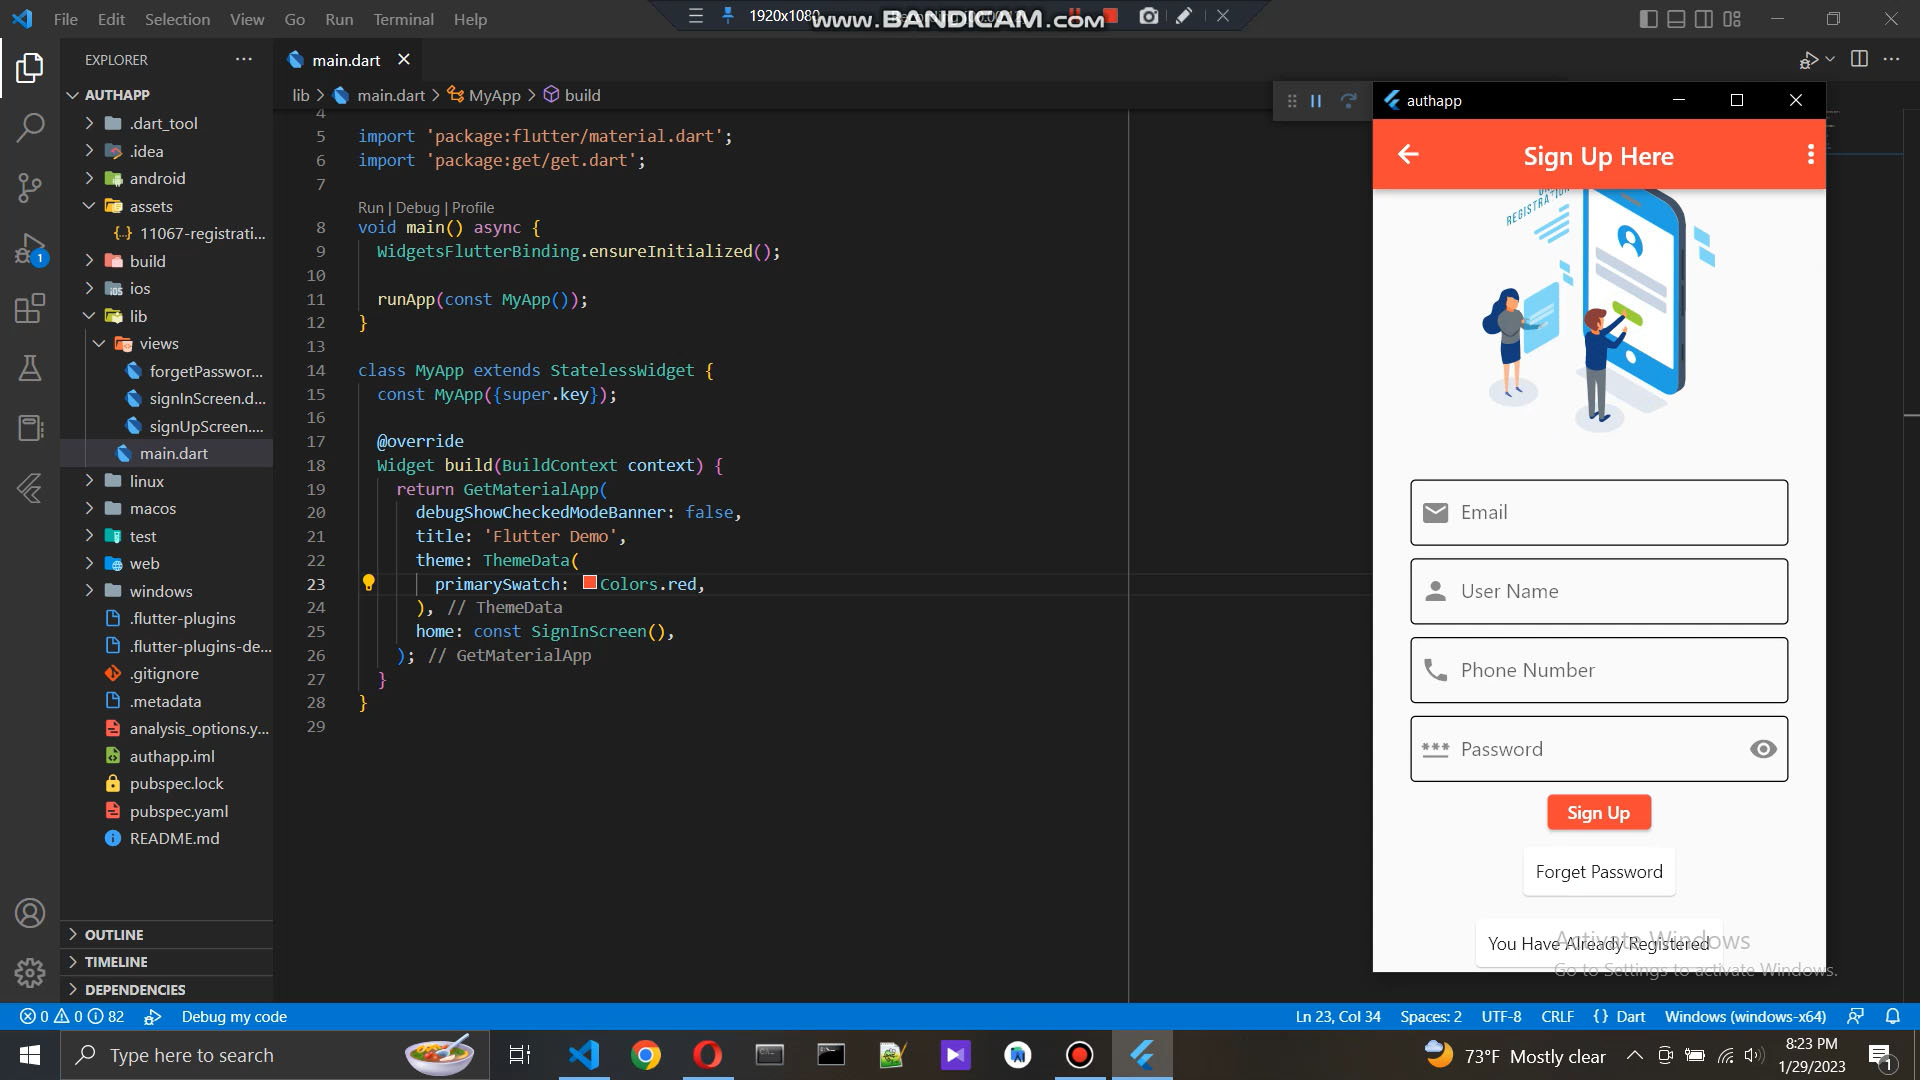 File Edit Selection View Go Run Terminal Help
1920x1080
www.BANDICAM.com
EXPLORER
main.dart
AUTHAPP
lib > main.dart > MyApp > build
authapp
.dart_tool
.idea
android
assets
11067-registrati...
build
ios
lib
views
forgetPasswor...
signInScreen.d...
signUpScreen....
main.dart
linux
macos
test
web
windows
.flutter-plugins
.flutter-plugins-de...
.gitignore
.metadata
analysis_options.y...
authapp.iml
pubspec.lock
pubspec.yaml
README.md
OUTLINE
TIMELINE
DEPENDENCIES
4
5 import 'package:flutter/material.dart';
6 import 'package:get/get.dart';
7
Run | Debug | Profile
8 void main() async {
9 WidgetsFlutterBinding.ensureInitialized();
10
11 runApp(const MyApp());
12 }
13
14 class MyApp extends StatelessWidget {
15 const MyApp({super.key});
16
17 @override
18 Widget build(BuildContext context) {
19 return GetMaterialApp(
20 debugShowCheckedModeBanner: false,
21 title: 'Flutter Demo',
22 theme: ThemeData(
23 primarySwatch: Colors.red,
24 ), // ThemeData
25 home: const SignInScreen(),
26 ); // GetMaterialApp
27 }
28 }
29
Sign Up Here
REGISTRATION
Email
User Name
Phone Number
*** Password
Sign Up
Forget Password
You Have Already Registered
Activate Windows
Go to Settings to activate Windows.
1
0 0 82 Debug my code
Ln 23, Col 34 Spaces: 2 UTF-8 CRLF {} Dart Windows (windows-x64)
Type here to search
73°F Mostly clear
8:23 PM
1/29/2023
1